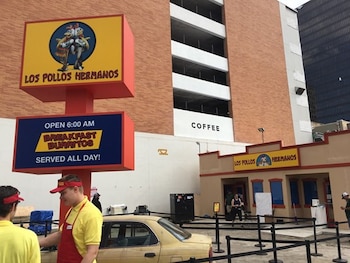 LOS POLLOS HERMANOS
OPEN 6:00 AM
BREAKFAST
BURRITOS
SERVED ALL DAY!
COFFEE
LOS POLLOS HERMANOS